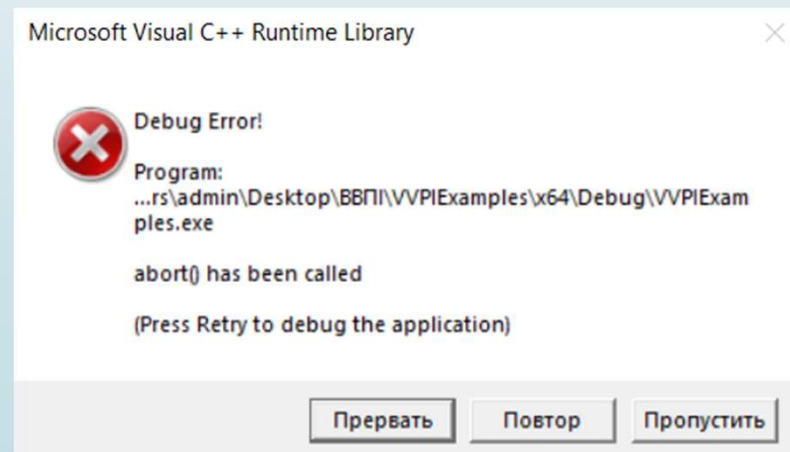 Microsoft Visual C++ Runtime Library
Debug Error!
Program:
...rs\admin\Desktop\ВВПІ\VVPIExamples\x64\Debug\VVPIExam
ples.exe
abort() has been called
(Press Retry to debug the application)
Прервать Повтор Пропустить